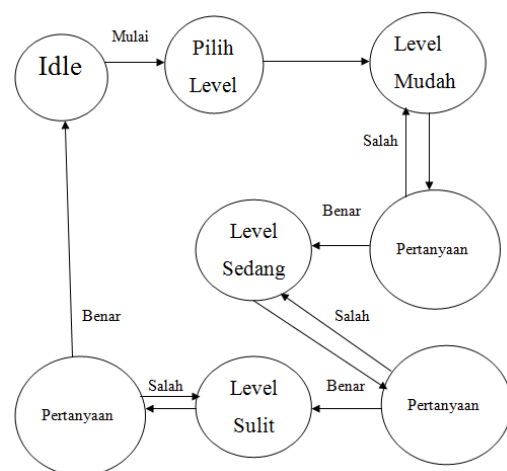 Mulai
Idle
Pilih
Level
Level
Mudah
Salah
Benar
Pertanyaan
Level
Sedang
Salah
Benar
Pertanyaan
Salah
Benar
Level
Sulit
Pertanyaan